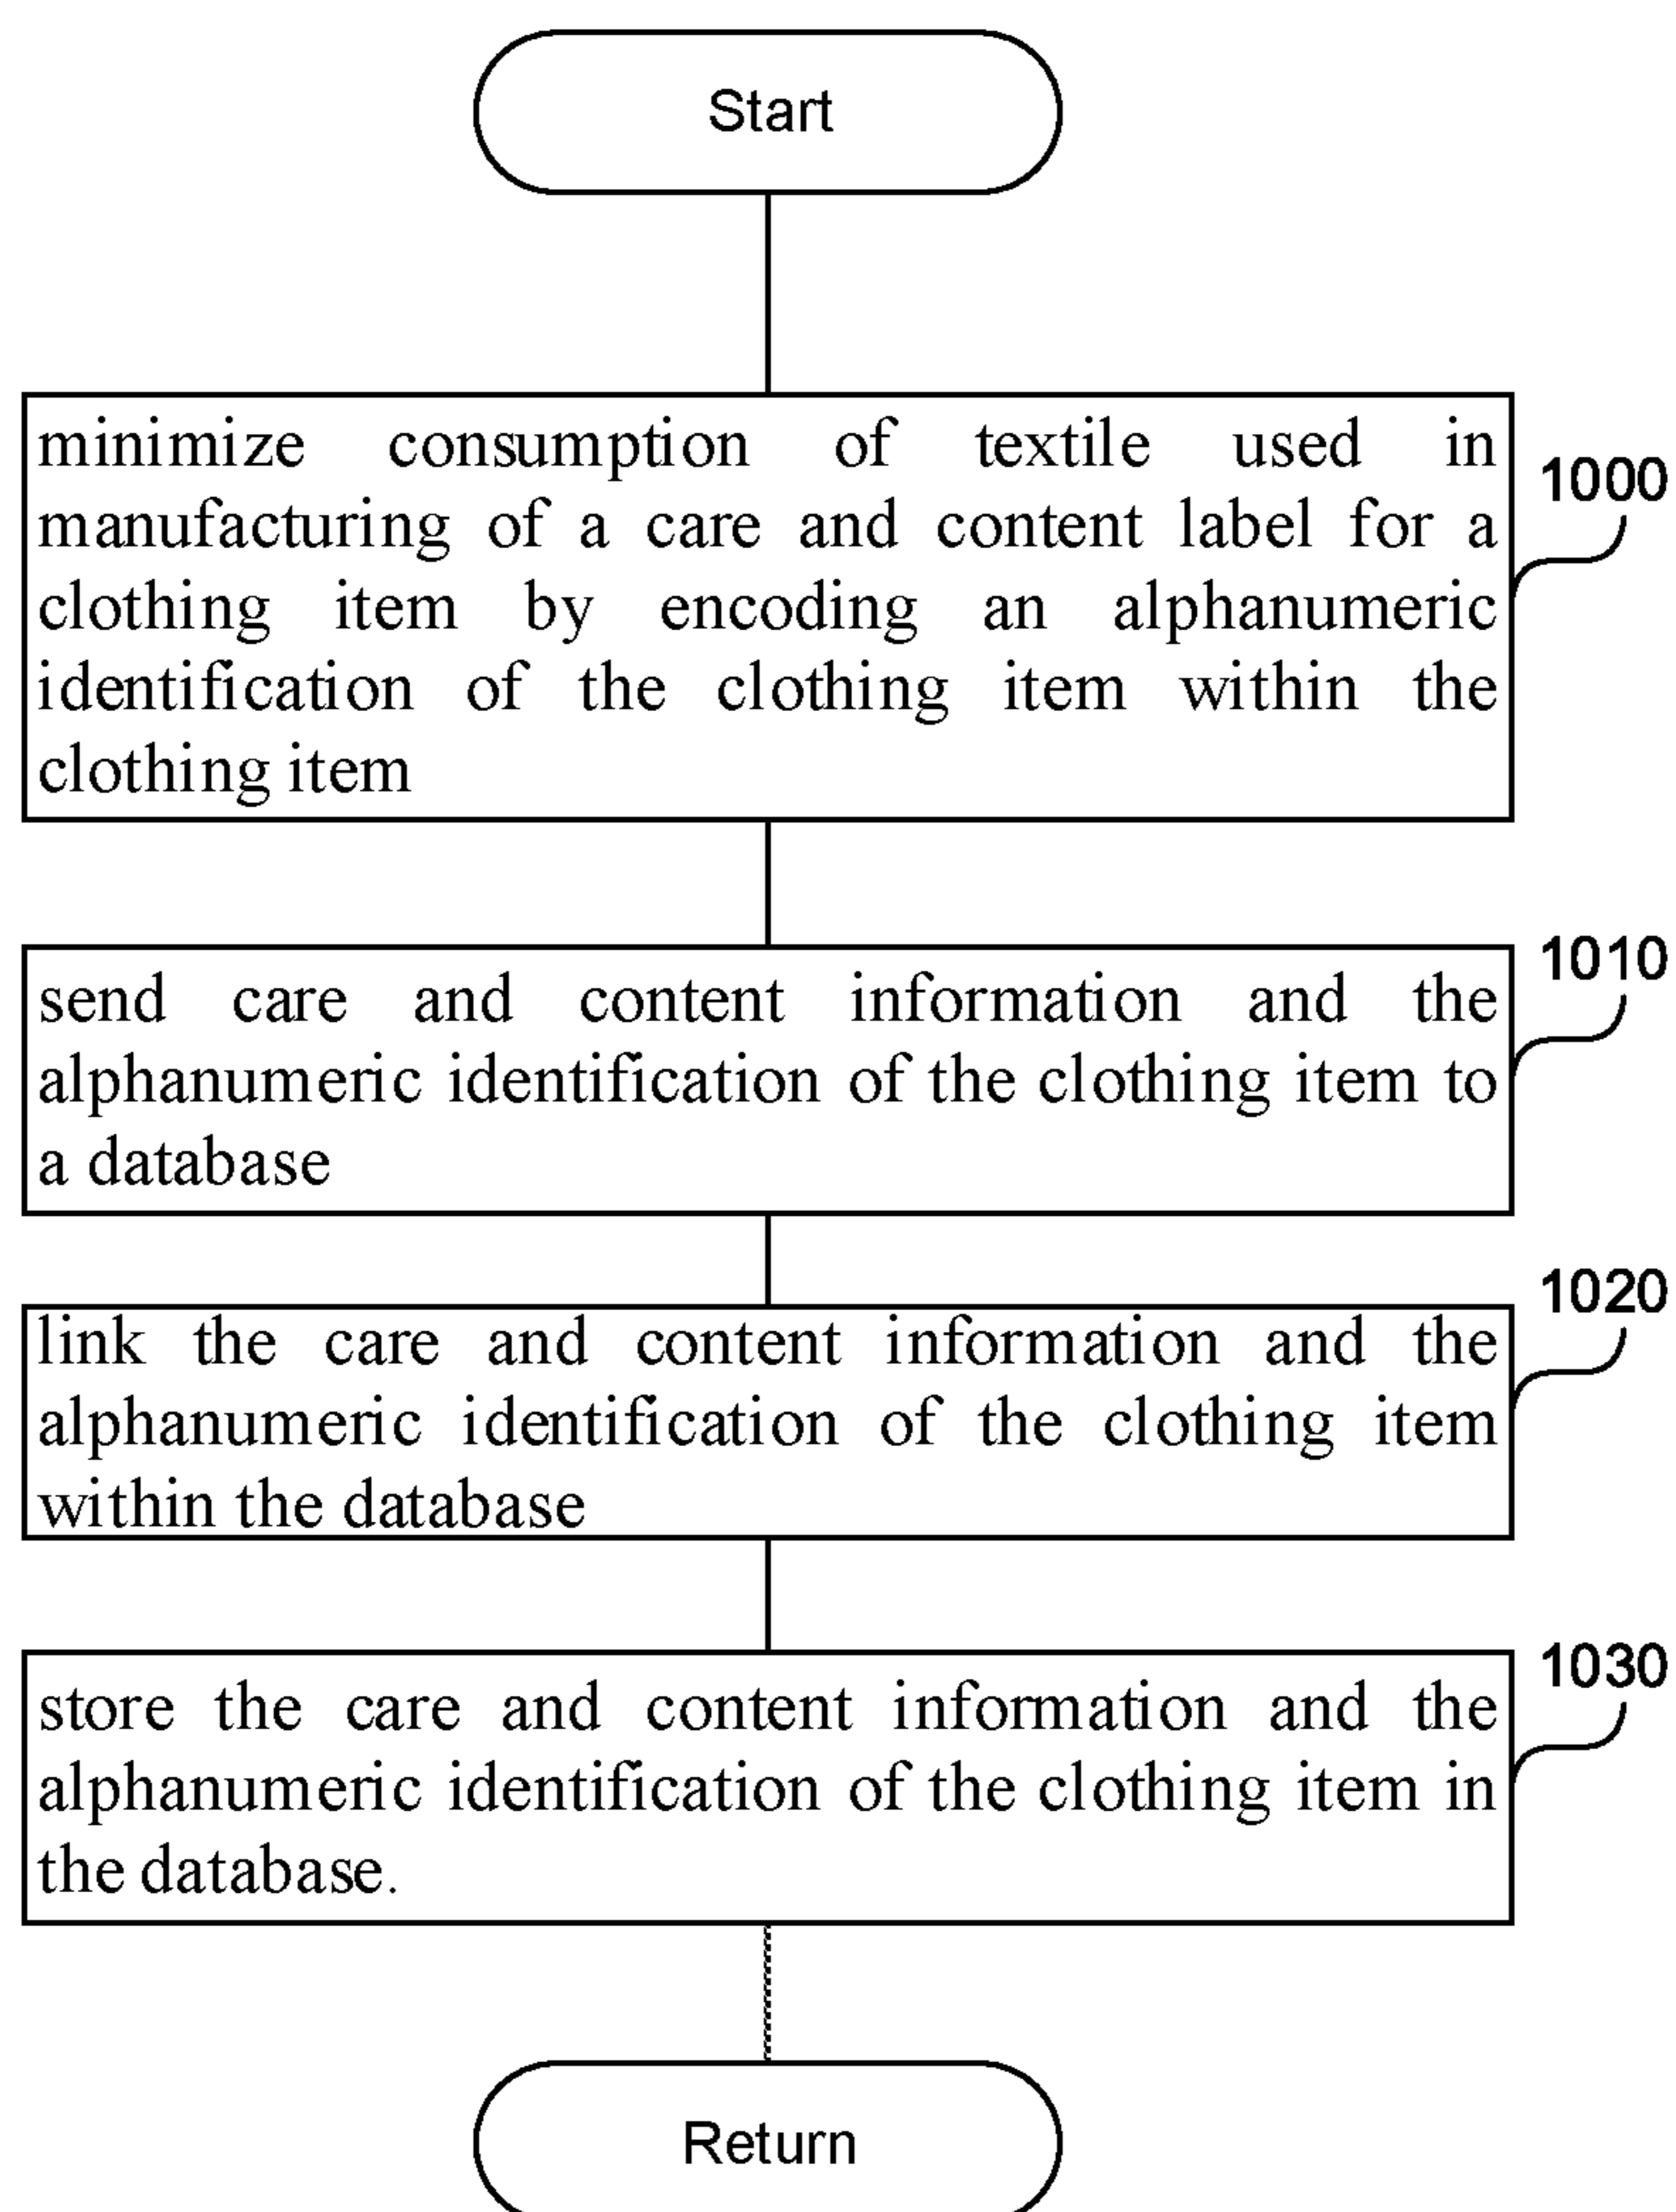 Start
minimize consumption of textile used in
1000
manufacturing of a care and content label for a
clothing item by encoding an alphanumeric
identification of the clothing item within the
clothing item
1010
send care and content information and the
alphanumeric identification of the clothing item to
a database
1020
link the care and content information and the
alphanumeric identification of the clothing item
within the database
1030
store the care and content information and the
alphanumeric identification of the clothing item in
the database.
Return